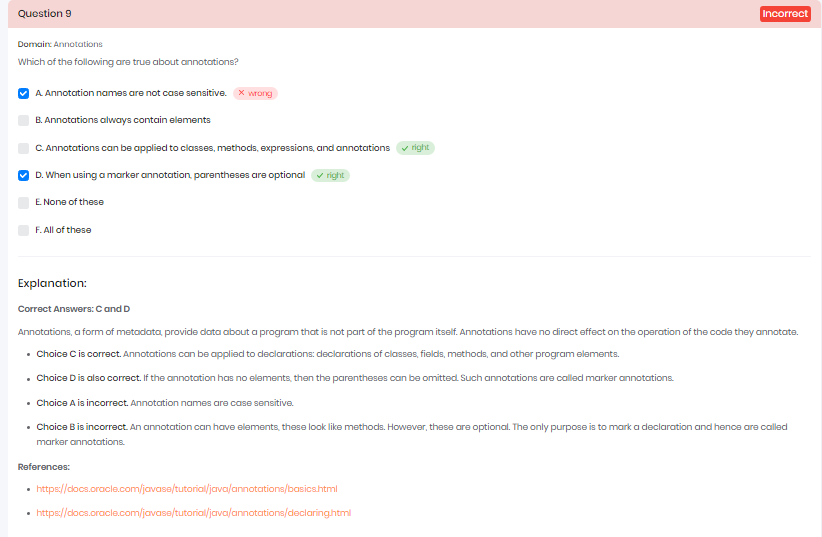 Question 9
Incorrect
Domain: Annotations
Which of the following are true about annotations?
A. Annotation names are not case sensitive. ✕ wrong
B. Annotations always contain elements
C. Annotations can be applied to classes, methods, expressions, and annotations ✓ right
D. When using a marker annotation, parentheses are optional ✓ right
E. None of these
F. All of these
Explanation:
Correct Answers: C and D
Annotations, a form of metadata, provide data about a program that is not part of the program itself. Annotations have no direct effect on the operation of the code they annotate.
• Choice C is correct. Annotations can be applied to declarations: declarations of classes, fields, methods, and other program elements.
• Choice D is also correct. If the annotation has no elements, then the parentheses can be omitted. Such annotations are called marker annotations.
• Choice A is incorrect. Annotation names are case sensitive.
• Choice B is incorrect. An annotation can have elements, these look like methods. However, these are optional. The only purpose is to mark a declaration and hence are called
marker annotations.
References:
• https://docs.oracle.com/javase/tutorial/java/annotations/basics.html
• https://docs.oracle.com/javase/tutorial/java/annotations/declaring.html